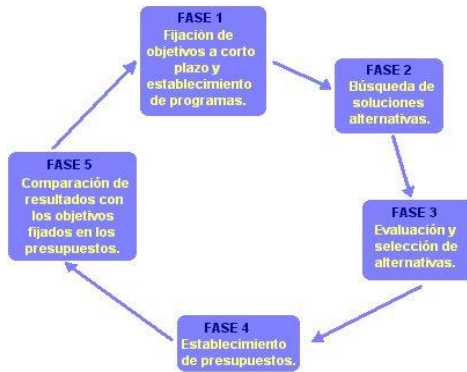 FASE 1
Fijación de
objetivos a corto
plazo y
establecimiento
de programas.
FASE 2
Búsqueda de
soluciones
alternativas.
FASE 3
Evaluación y
selección de
alternativas.
FASE 4
Establecimiento
de presupuestos.
FASE 5
Comparación de
resultados con
los objetivos
fijados en los
presupuestos.